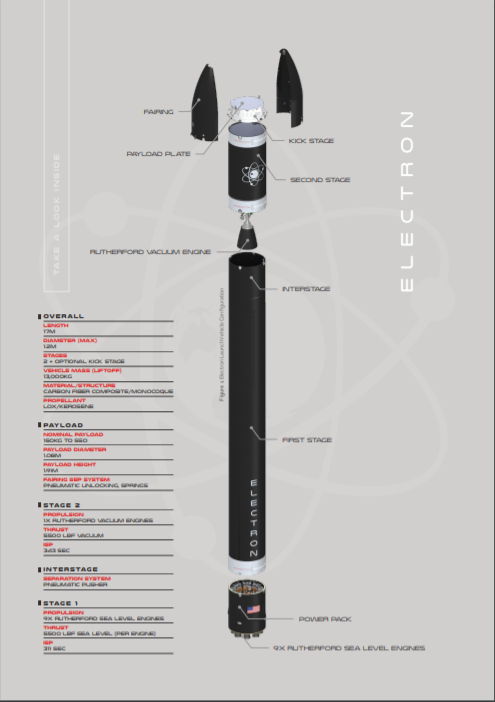 TAKE A LOOK INSIDE
ELECTRON
FAIRING
PAYLOAD PLATE
KICK STAGE
SECOND STAGE
RUTHERFORD VACUUM ENGINE
INTERSTAGE
FIRST STAGE
ELECTRON
POWER PACK
9X RUTHERFORD SEA LEVEL ENGINES
Figure 1 Electron Launch Vehicle Configuration
OVERALL
LENGTH
17M
DIAMETER (MAX)
1.2M
STAGES
2 + OPTIONAL KICK STAGE
VEHICLE MASS (LIFTOFF)
13,000KG
MATERIAL/STRUCTURE
CARBON FIBER COMPOSITE/MONOCOQUE
PROPELLANT
LOX/KEROSENE
PAYLOAD
NOMINAL PAYLOAD
150KG TO SSO
PAYLOAD DIAMETER
1.08M
PAYLOAD HEIGHT
1.91M
FAIRING SEP SYSTEM
PNEUMATIC UNLOCKING, SPRINGS
STAGE 2
PROPULSION
1X RUTHERFORD VACUUM ENGINES
THRUST
5500 LBF VACUUM
ISP
343 SEC
INTERSTAGE
SEPARATION SYSTEM
PNEUMATIC PUSHER
STAGE 1
PROPULSION
9X RUTHERFORD SEA LEVEL ENGINES
THRUST
5500 LBF SEA LEVEL (PER ENGINE)
ISP
311 SEC